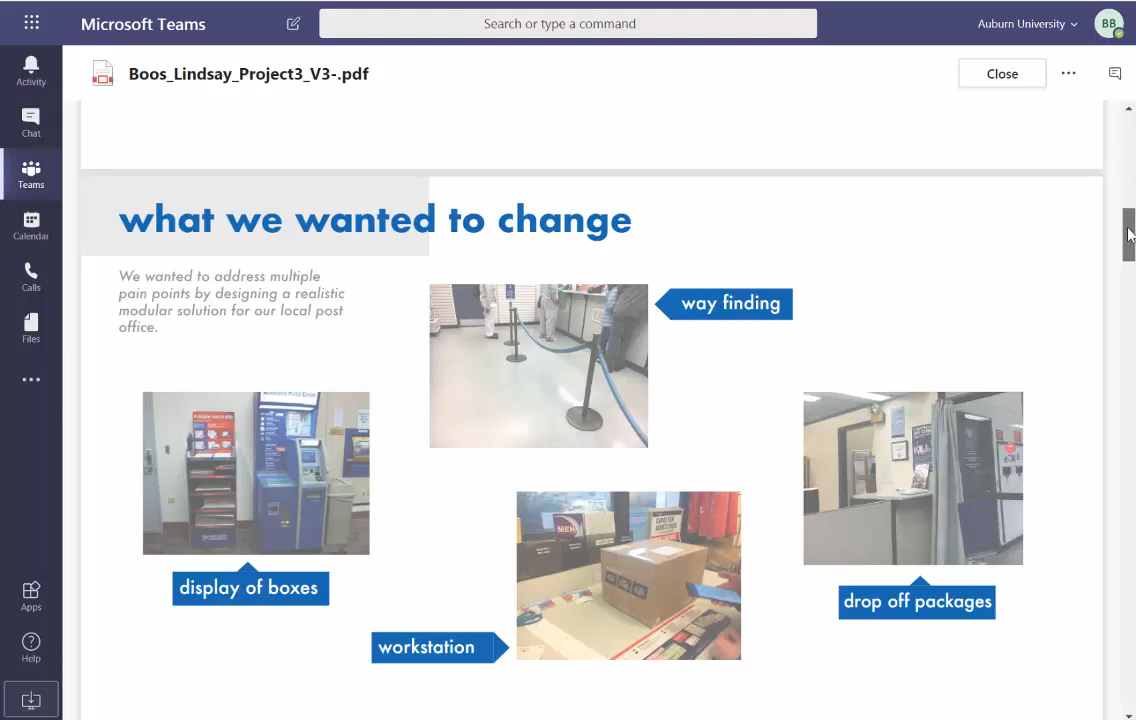 Microsoft Teams
Search or type a command
Auburn University
BB
Activity
Boos_Lindsay_Project3_V3-.pdf
Close
Chat
Teams
Calendar
Calls
Files
Apps
Help
what we wanted to change
We wanted to address multiple
pain points by designing a realistic
modular solution for our local post
office.
way finding
display of boxes
workstation
drop off packages